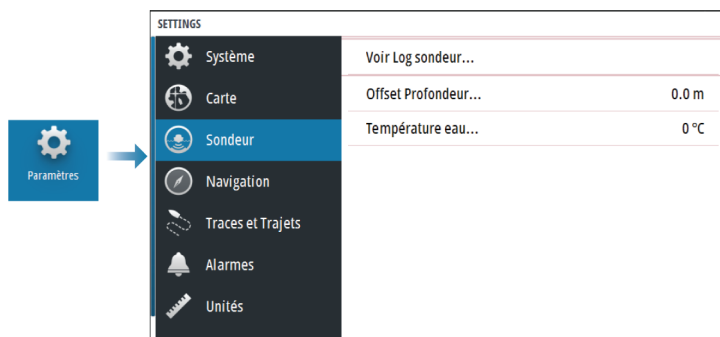 SETTINGS
Système
Carte
Sondeur
Navigation
Traces et Trajets
Alarmes
Unités
Voir Log sondeur...
Offset Profondeur... 0.0 m
Température eau... 0 °C
Paramètres